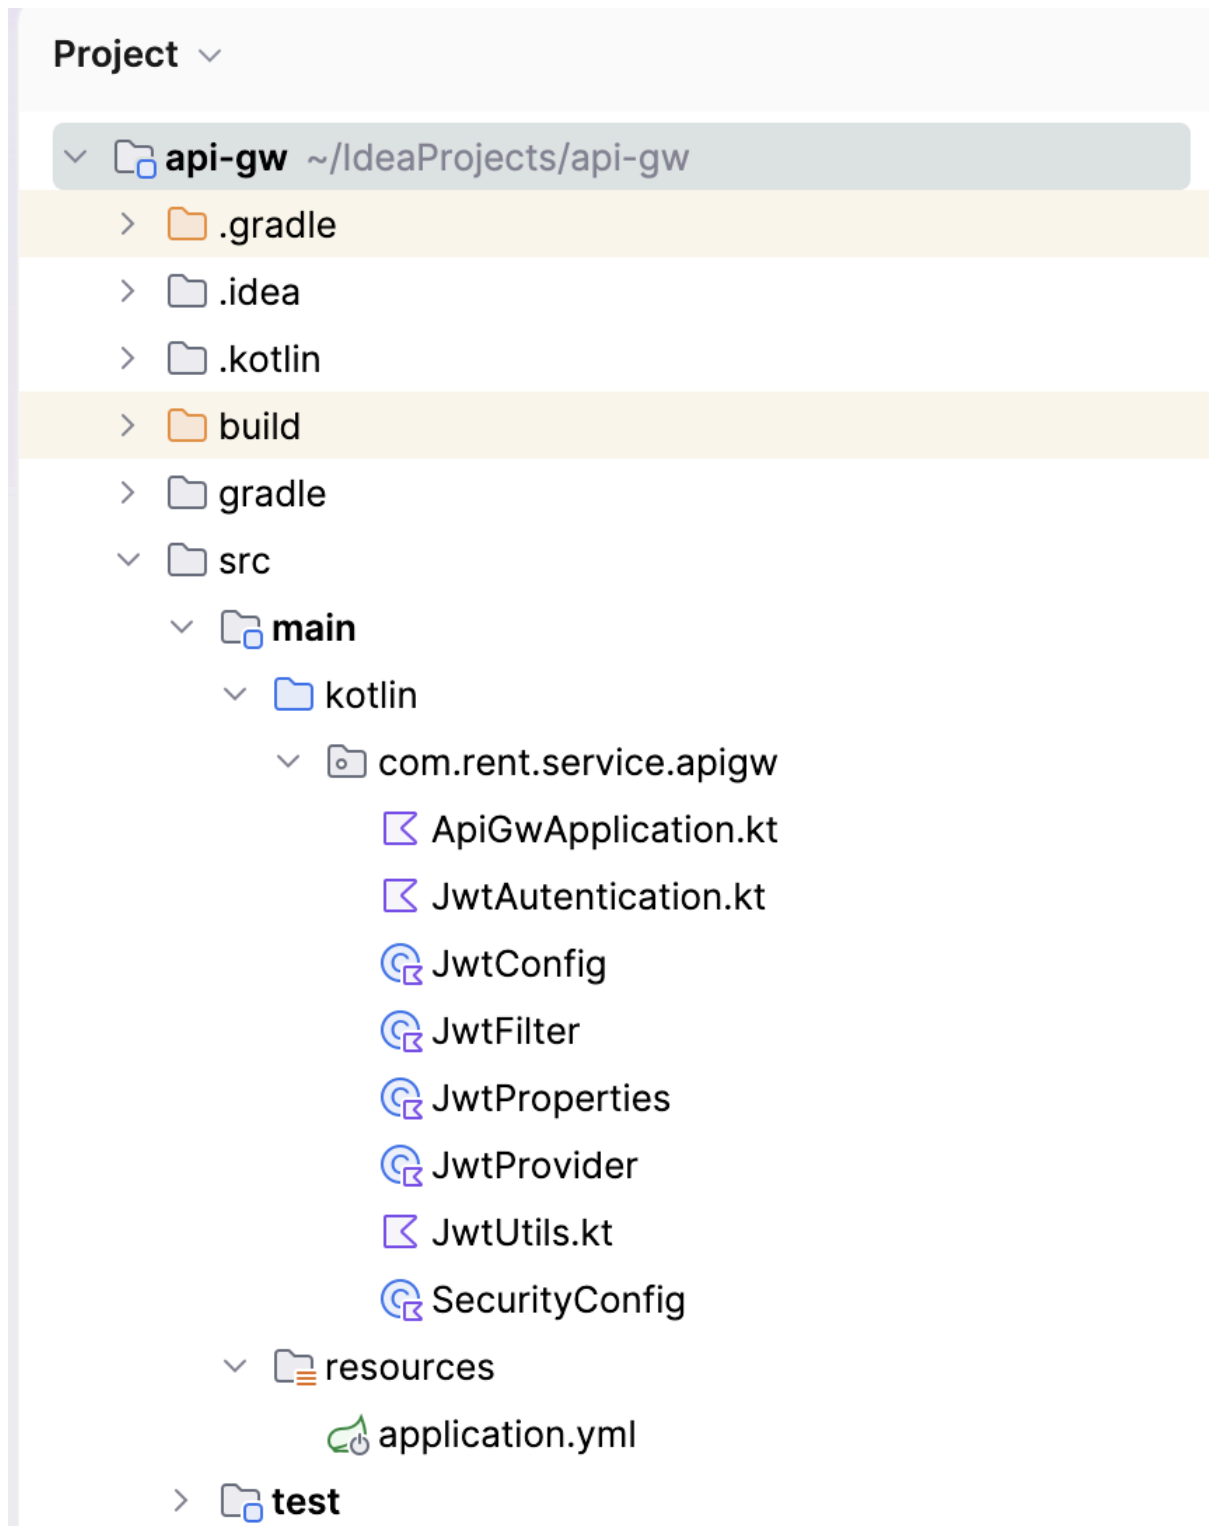 Project
api-gw ~/IdeaProjects/api-gw
.gradle
.idea
.kotlin
build
gradle
src
main
kotlin
com.rent.service.apigw
ApiGwApplication.kt
JwtAutentication.kt
JwtConfig
JwtFilter
JwtProperties
JwtProvider
JwtUtils.kt
SecurityConfig
resources
application.yml
test